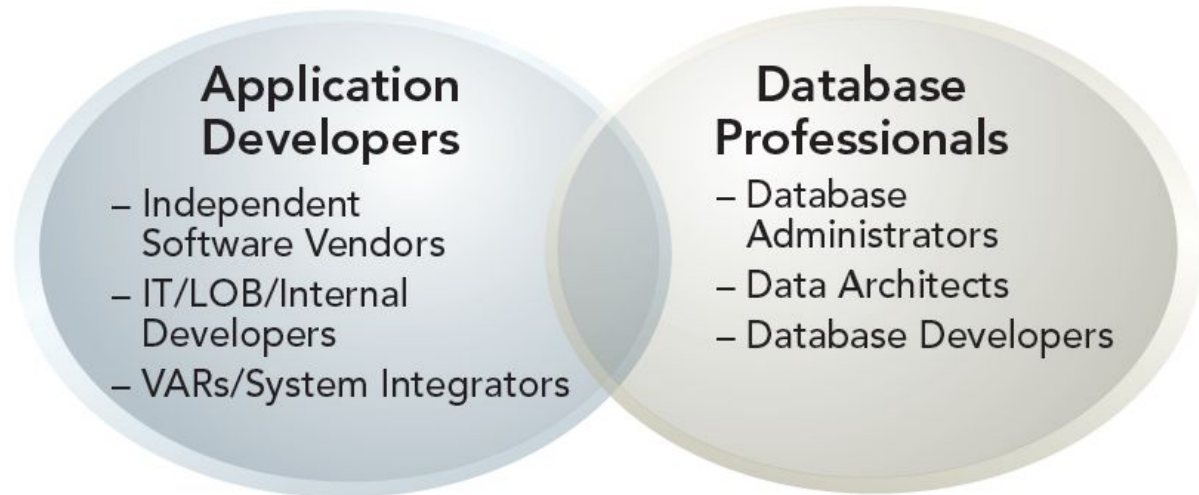 Application
Developers
– Independent
Software Vendors
– IT/LOB/Internal
Developers
– VARs/System Integrators
Database
Professionals
– Database
Administrators
– Data Architects
– Database Developers